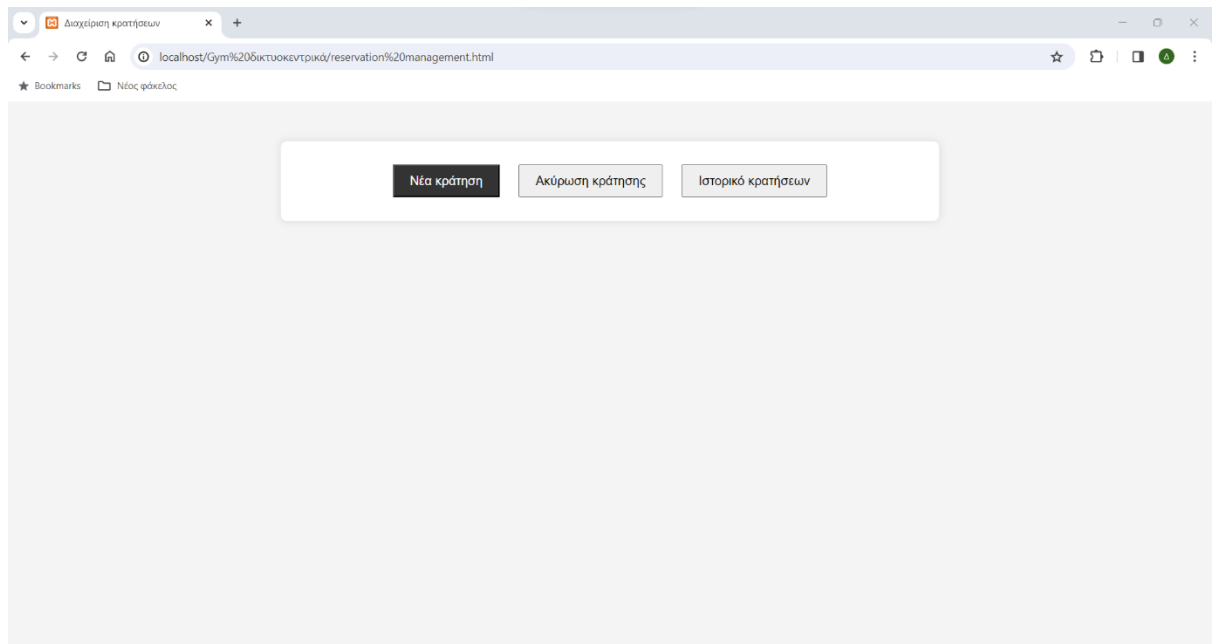 Διαχείριση κρατήσεων
localhost/Gym%20δικτυοκεντρικά/reservation%20management.html
Δ
Bookmarks Νέος φάκελος
Νέα κράτηση Ακύρωση κράτησης Ιστορικό κρατήσεων